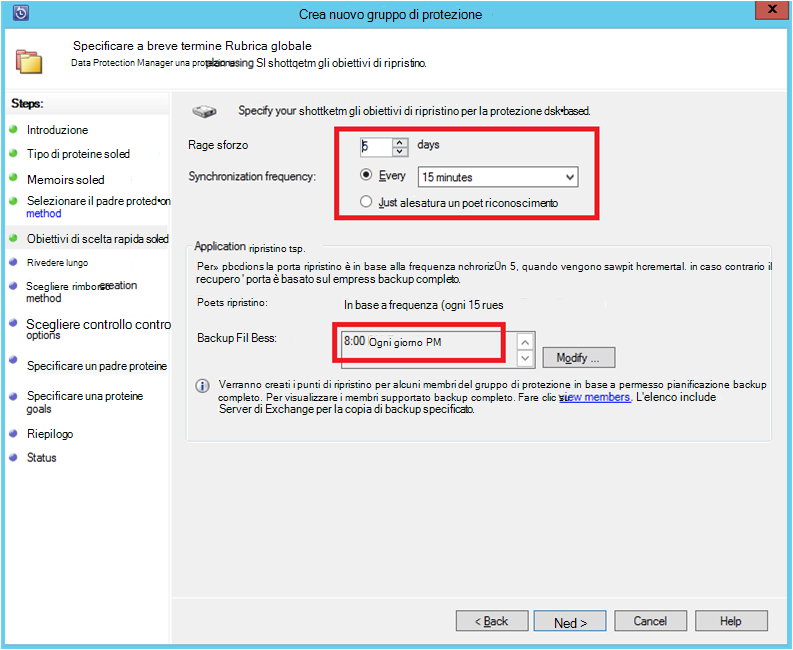 Crea nuovo gruppo di protezione
x
Specificare a breve termine Rubrica globale
Data Protection Manager una SI shottqetm gli obiettivi di ripristino.
Steps:
Introduzione
Tipo di proteine soled
Memoirs soled
Selezionare il padre proted•on
method
Obiettivi di scelta rapida soled
Rivedere lungo
Scegliere creation
method
Scegliere controllo contro
options
Specificare un padre proteine
Specificare una proteine
goals
Riepilogo
Status
Specify your shottketm gli obiettivi di ripristino per la protezione dsk•based.
Rage sforzo
5
days
Synchronization frequency:
Every
15 minutes
Just alesatura un poet riconoscimento
Application ripristino tsp.
Per» pbodions la porta ripristino è in base alla frequenza nchrorizÜn 5, quando vengono sawpit hcremertal. in caso contrario il
recupero ' porta è basato sul empress backup completo.
Poets ripristino:
In base a frequenza (ogni 15 rues
Backup Fil Bess:
8:00 Ogni giorno PM
Modify ...
Verranno creati i punti di ripristino per alcuni membri del gruppo di protezione in base a permesso pianificazione backup
completo. Per visualizzare i membri supportato backup completo. Fare clic view members. L'elenco include
Server di Exchange per la copia di backup specificato.
< Back
Ned >
Cancel
Help